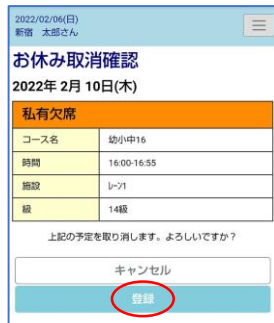 2022/02/06(日)
新宿　太郎さん
お休み取消確認
2022年 2月 10日(木)
私有欠席
コース名 幼小中16
時間 16:00-16:55
施設 ﾚｰﾝ1
級 14級
上記の予定を取り消します。よろしいですか？
キャンセル
登録